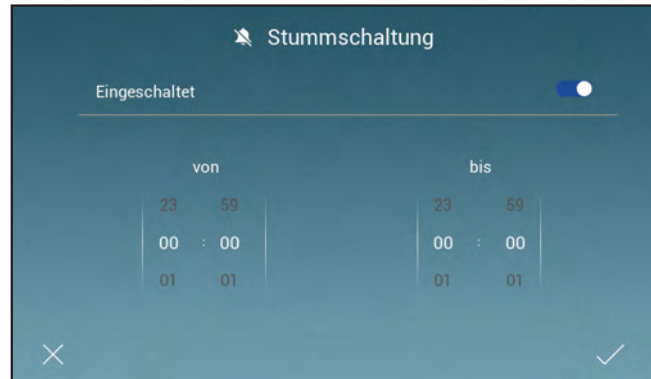 Stummschaltung
Eingeschaltet
von bis
23 59 23 59
00 : 00 00 : 00
01 01 01 01